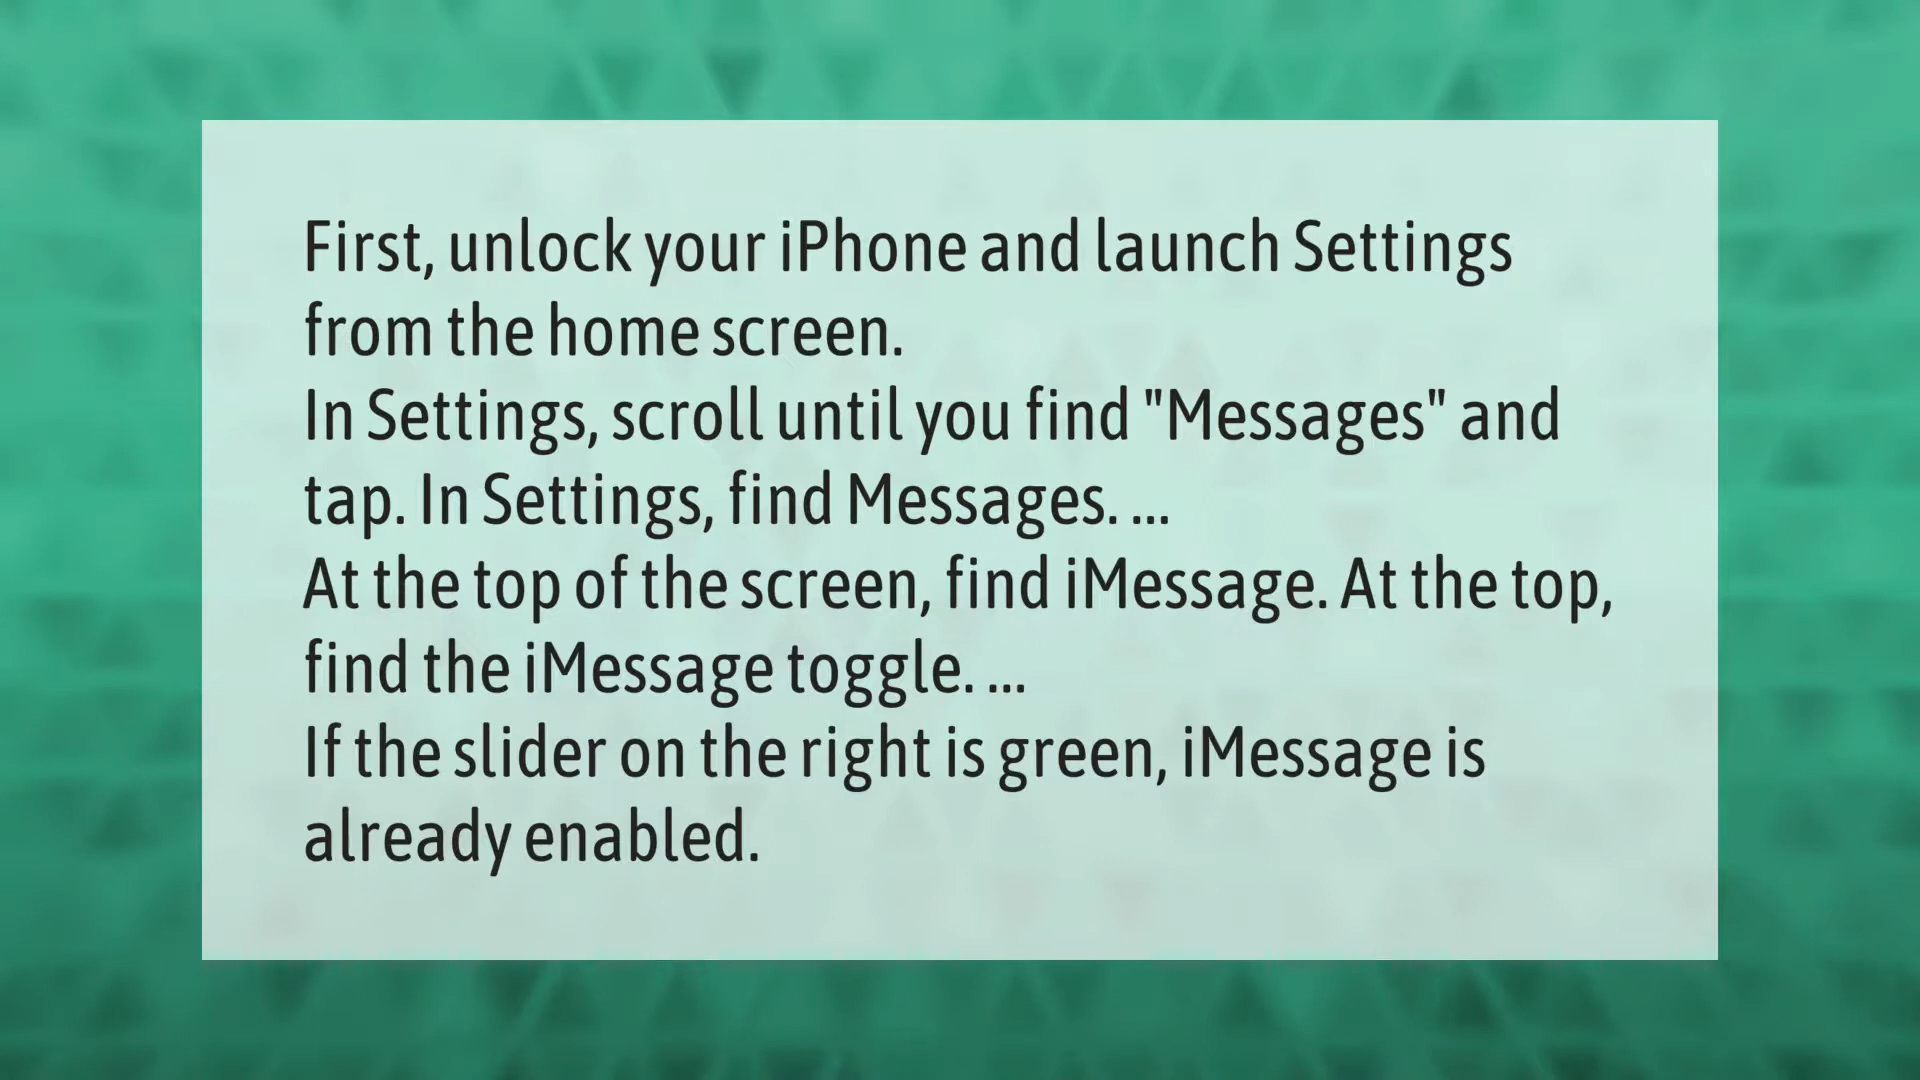 First, unlock your iPhone and launch Settings
from the home screen.
In Settings, scroll until you find "Messages" and
tap. In Settings, find Messages. ...
At the top of the screen, find iMessage. At the top,
find the iMessage toggle. ...
If the slider on the right is green, iMessage is
already enabled.